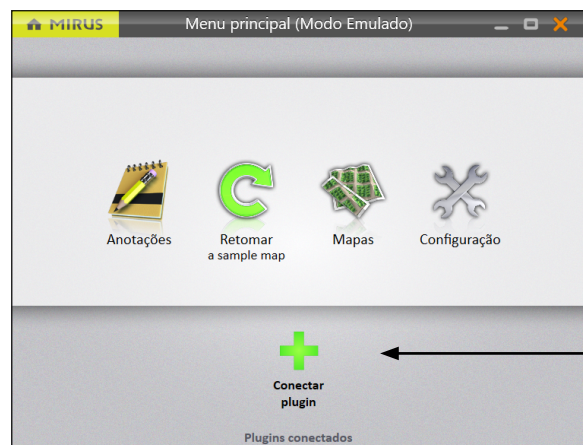 MIRUS
Menu principal (Modo Emulado)
Anotações
Retomar
a sample map
Mapas
Configuração
Conectar
plugin
Plugins conectados